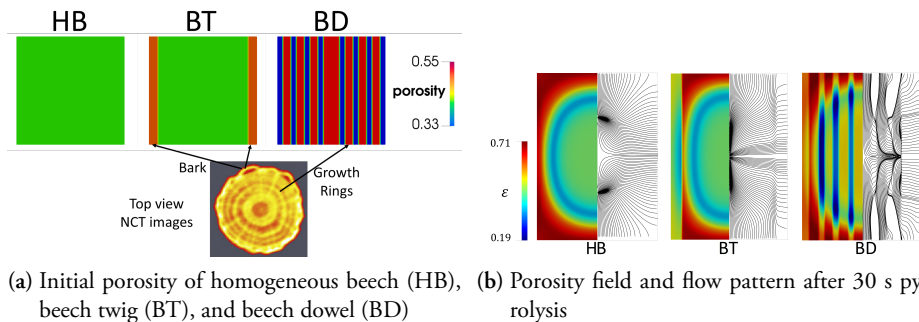 HB
BT
BD
0.55
porosity
0.33
Bark
Growth
Rings
Top view
NCT images
(a) Initial porosity of homogeneous beech (HB),
beech twig (BT), and beech dowel (BD)
0.71
ε
0.19
HB
BT
BD
(b) Porosity field and flow pattern after 30 s py
rolysis